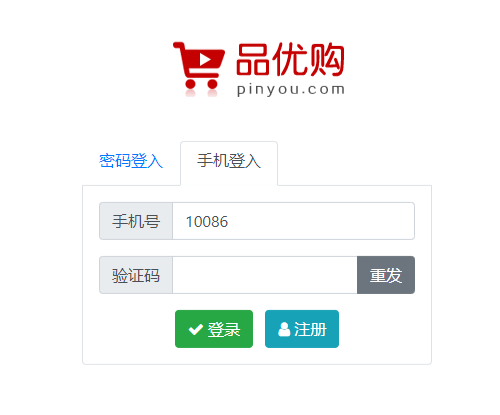 品优购
pinyou.com
密码登入 手机登入
手机号 10086
验证码 重发
登录 注册